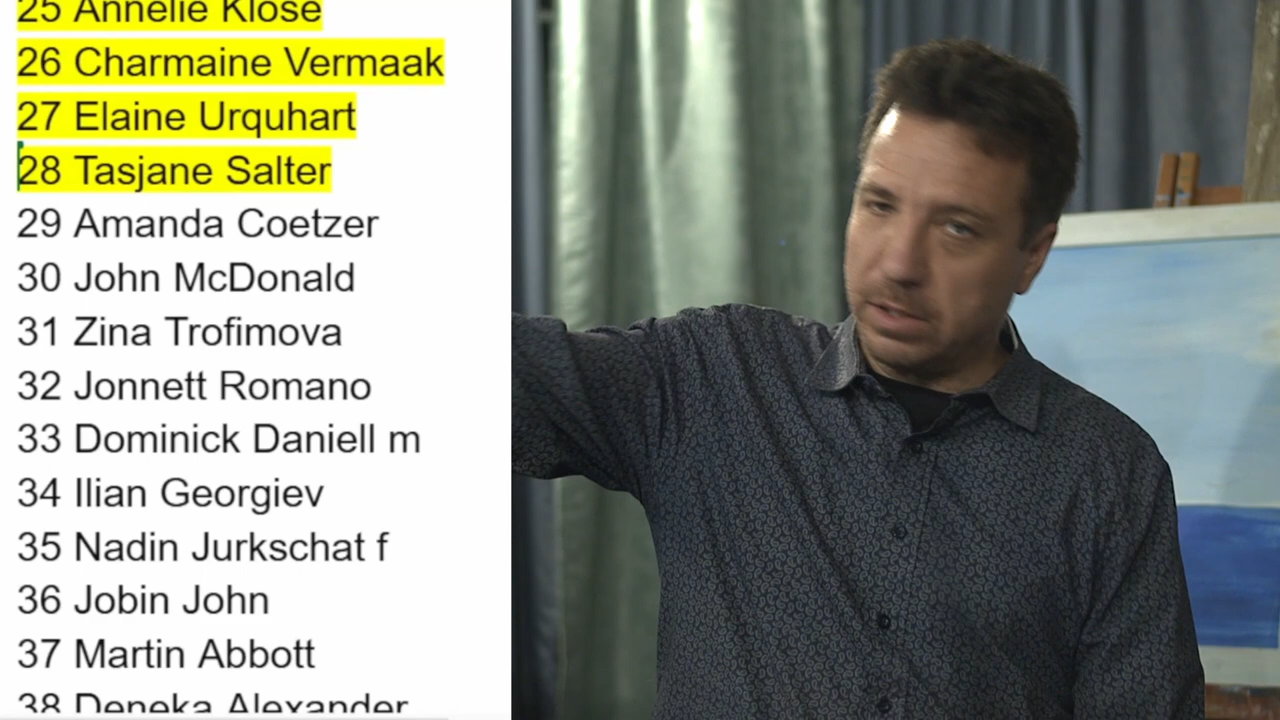 25 Annelie Klose
26 Charmaine Vermaak
27 Elaine Urquhart
28 Tasjane Salter
29 Amanda Coetzer
30 John McDonald
31 Zina Trofimova
32 Jonnett Romano
33 Dominick Daniell m
34 Ilian Georgiev
35 Nadin Jurkschat f
36 Jobin John
37 Martin Abbott
38 Deneka Alexander